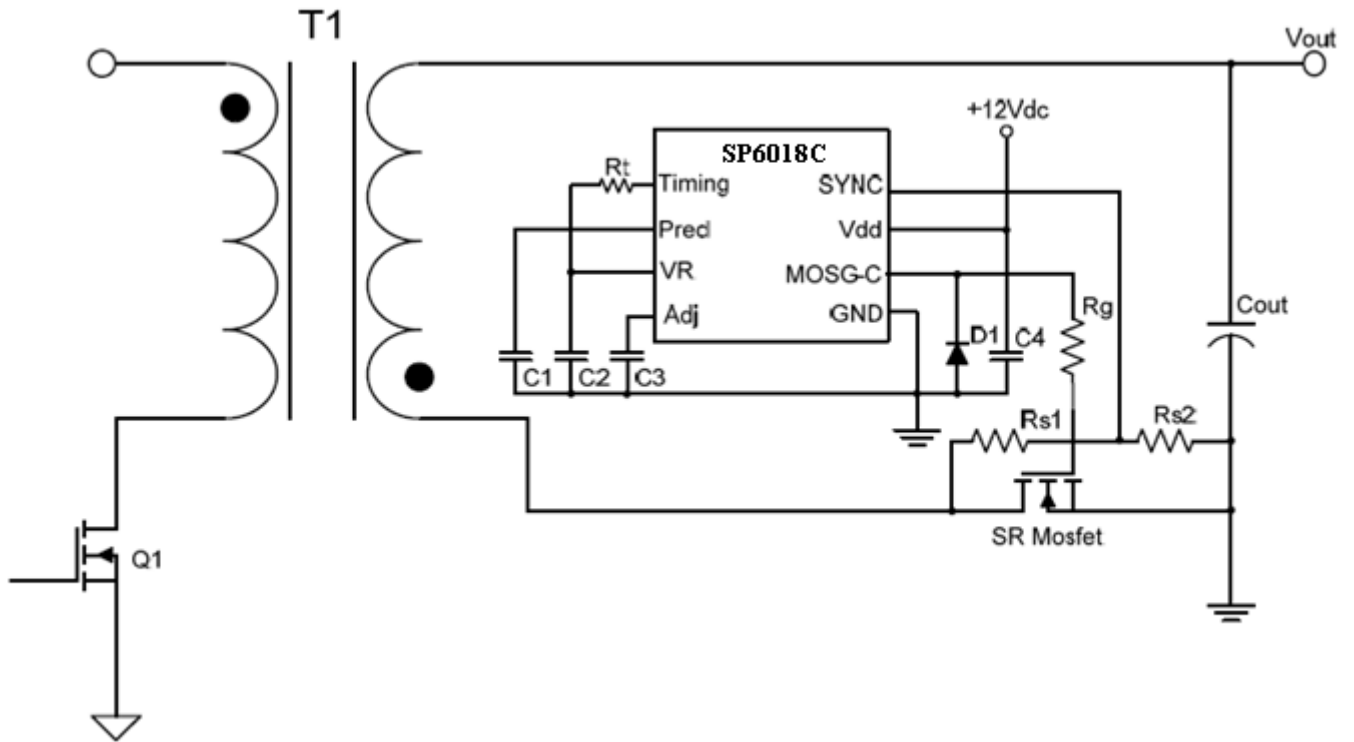 T1
Vout
+12Vdc
SP6018C
Rt
Timing
SYNC
Pred
Vdd
VR
MOSG-C
Adj
GND
Rg
Cout
D1
C4
C1
C2
C3
Rs1
Rs2
SR Mosfet
Q1